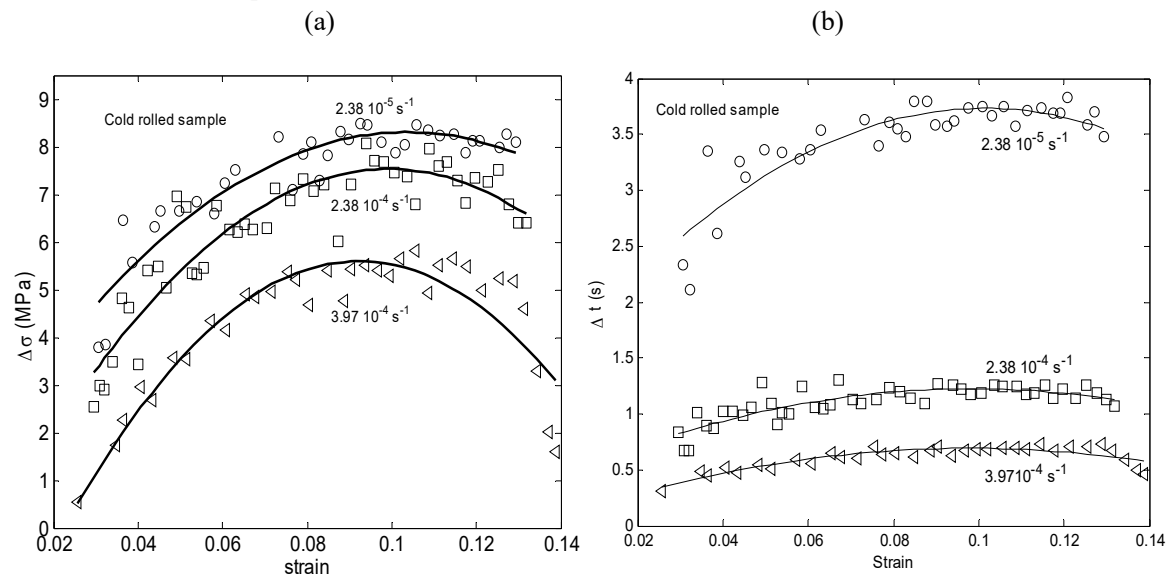 (a)
(b)
9
8
7
6
5
4
3
2
1
0
Δσ (MPa)
Cold rolled sample
2.38 10⁻⁵ s⁻¹
2.38 10⁻⁴ s⁻¹
3.97 10⁻⁴ s⁻¹
0.02 0.04 0.06 0.08 0.1 0.12 0.14
strain
4
3.5
3
2.5
2
1.5
1
0.5
0
Δ t (s)
Cold rolled sample
2.38 10⁻⁵ s⁻¹
2.38 10⁻⁴ s⁻¹
3.9710⁻⁴ s⁻¹
0.02 0.04 0.06 0.08 0.1 0.12 0.14
Strain